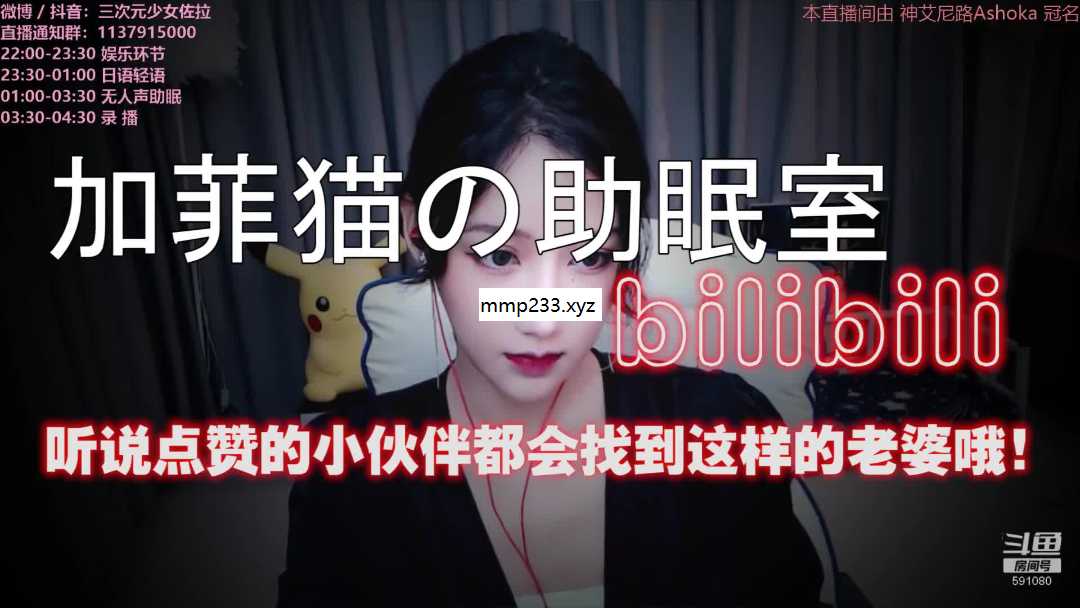 微博 / 抖音：三次元少女佐拉
本直播间由 神艾尼路Ashoka 冠名
直播通知群：1137915000
22:00-23:30 娱乐环节
23:30-01:00 日语轻语
01:00-03:30 无人声助眠
03:30-04:30 录 播
加菲猫の助眠室
mmp233.xyz
bilibili
听说点赞的小伙伴都会找到这样的老婆哦！
斗鱼
房间号
591080